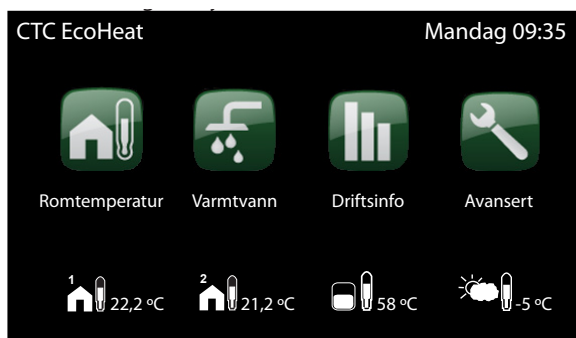 CTC EcoHeat Mandag 09:35
Romtemperatur Varmtvann Driftsinfo Avansert
1 22,2 ºC 2 21,2 ºC 58 ºC -5 ºC